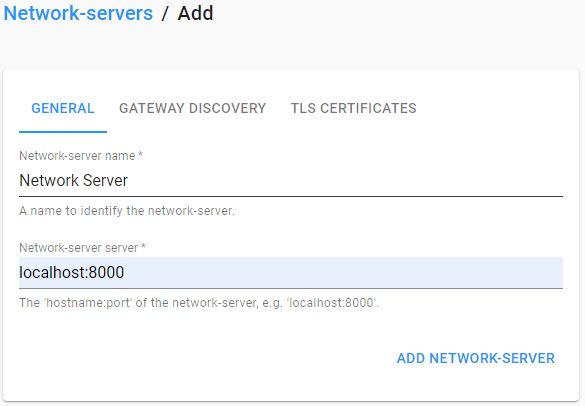 Network-servers / Add
GENERAL GATEWAY DISCOVERY TLS CERTIFICATES
Network-server name *
Network Server
A name to identify the network-server.
Network-server server *
localhost:8000
The 'hostname:port' of the network-server, e.g. 'localhost:8000'.
ADD NETWORK-SERVER